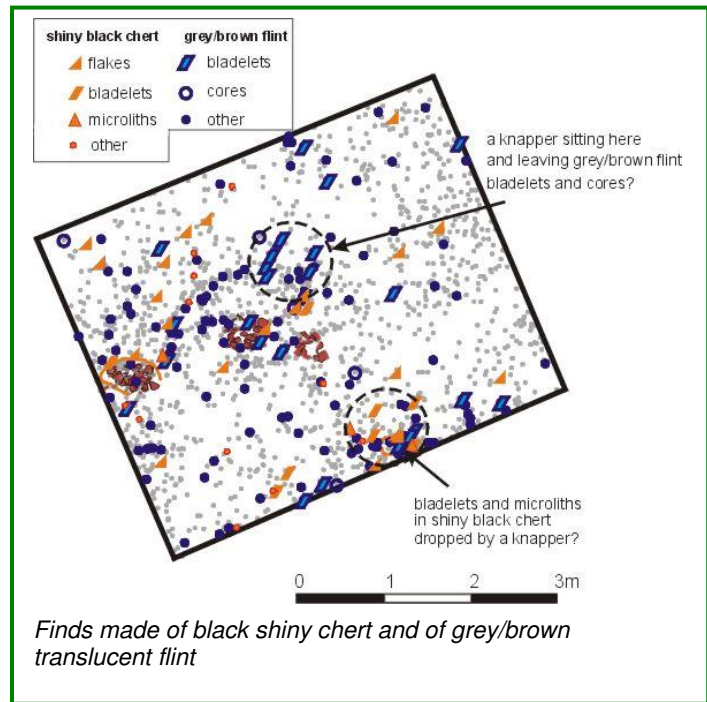 shiny black chert grey/brown flint
flakes bladelets
bladelets cores
microliths other
other
a knapper sitting here
and leaving grey/brown flint
bladelets and cores?
bladelets and microliths
in shiny black chert
dropped by a knapper?
0 1 2 3m
Finds made of black shiny chert and of grey/brown
translucent flint